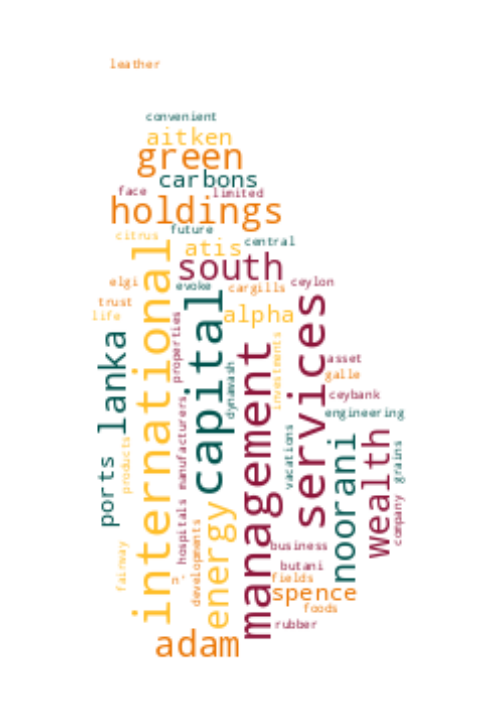 leather
convenient
aitken
green
carbons
face
limited
holdings
citrus
future
atis
central
south
elgi
evoke
cargills
ceylon
trust
life
alpha
international
capital
services
management
lanka
properties
investments
dynawash
asset
galle
ceybank
engineering
manufacturers
products
ports
vacations
noorani
wealth
grains
company
hospitals
energy
developments
fairway
business
butani
n'
fields
spence
foods
rubber
adam